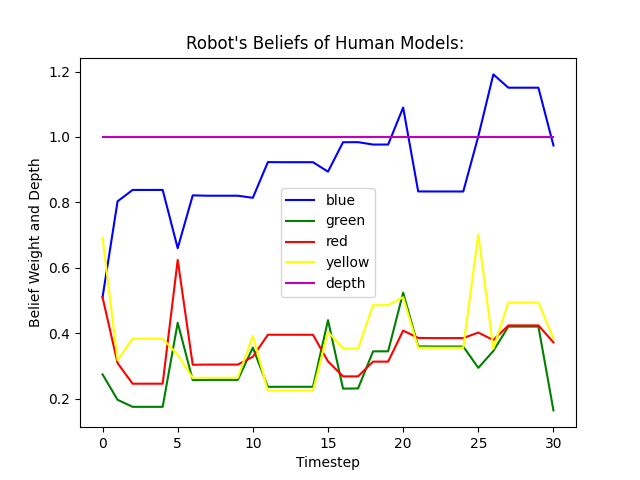 Robot's Beliefs of Human Models:
Belief Weight and Depth
1.2
1.0
0.8
0.6
0.4
0.2
blue
green
red
yellow
depth
0 5 10 15 20 25 30
Timestep